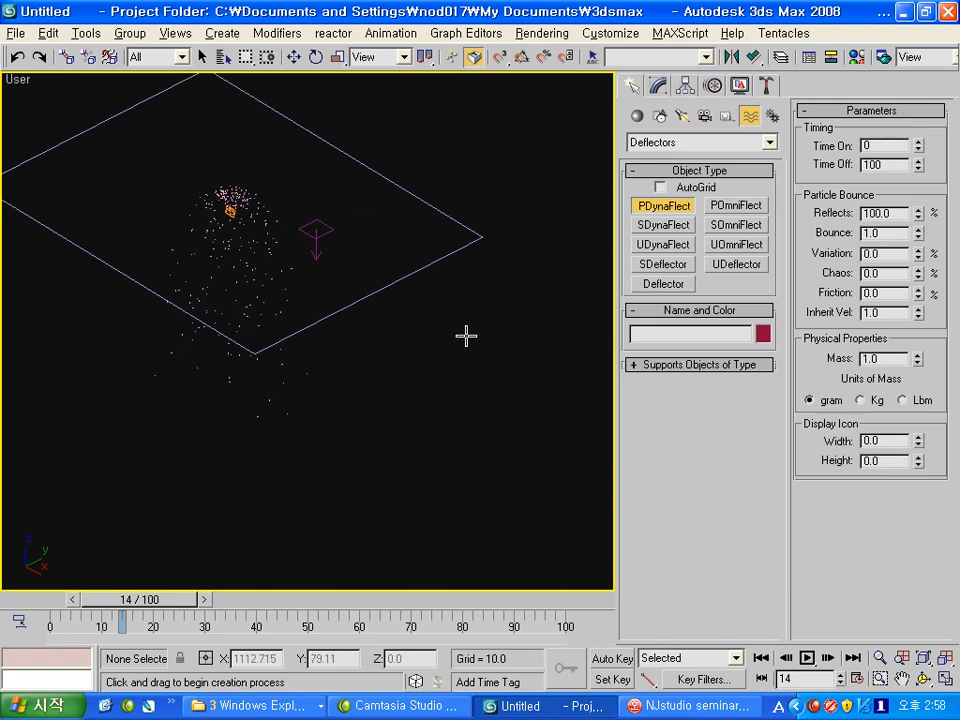 Untitled - Project Folder: C:₩Documents and Settings₩nod017₩My Documents₩3dsmax - Autodesk 3ds Max 2008 ...
File Edit Tools Group Views Create Modifiers reactor Animation Graph Editors Rendering Customize MAXScript Help Tentacles
All View View
User
Deflectors
- Object Type
AutoGrid
PDynaFlect POmniFlect
SDynaFlect SOmniFlect
UDynaFlect UOmniFlect
SDeflector UDeflector
Deflector
- Name and Color
+ Supports Objects of Type
- Parameters
Timing
Time On: 0
Time Off: 100
Particle Bounce
Reflects: 100.0 %
Bounce: 1.0
Variation: 0.0 %
Chaos: 0.0 %
Friction: 0.0 %
Inherit Vel: 1.0
Physical Properties
Mass: 1.0
Units of Mass
gram Kg Lbm
Display Icon
Width: 0.0
Height: 0.0
z
y
x
< 14 / 100 >
0 10 20 30 40 50 60 70 80 90 100
None Selecte X: 1112.715 Y: 79.11 Z: 0.0 Grid = 10.0 Auto Key Selected
Click and drag to begin creation process Add Time Tag Set Key Key Filters... 14
시작 3 Windows Expl... Camtasia Studio ... Untitled - Proj... NJstudio seminar... A 오후 2:58